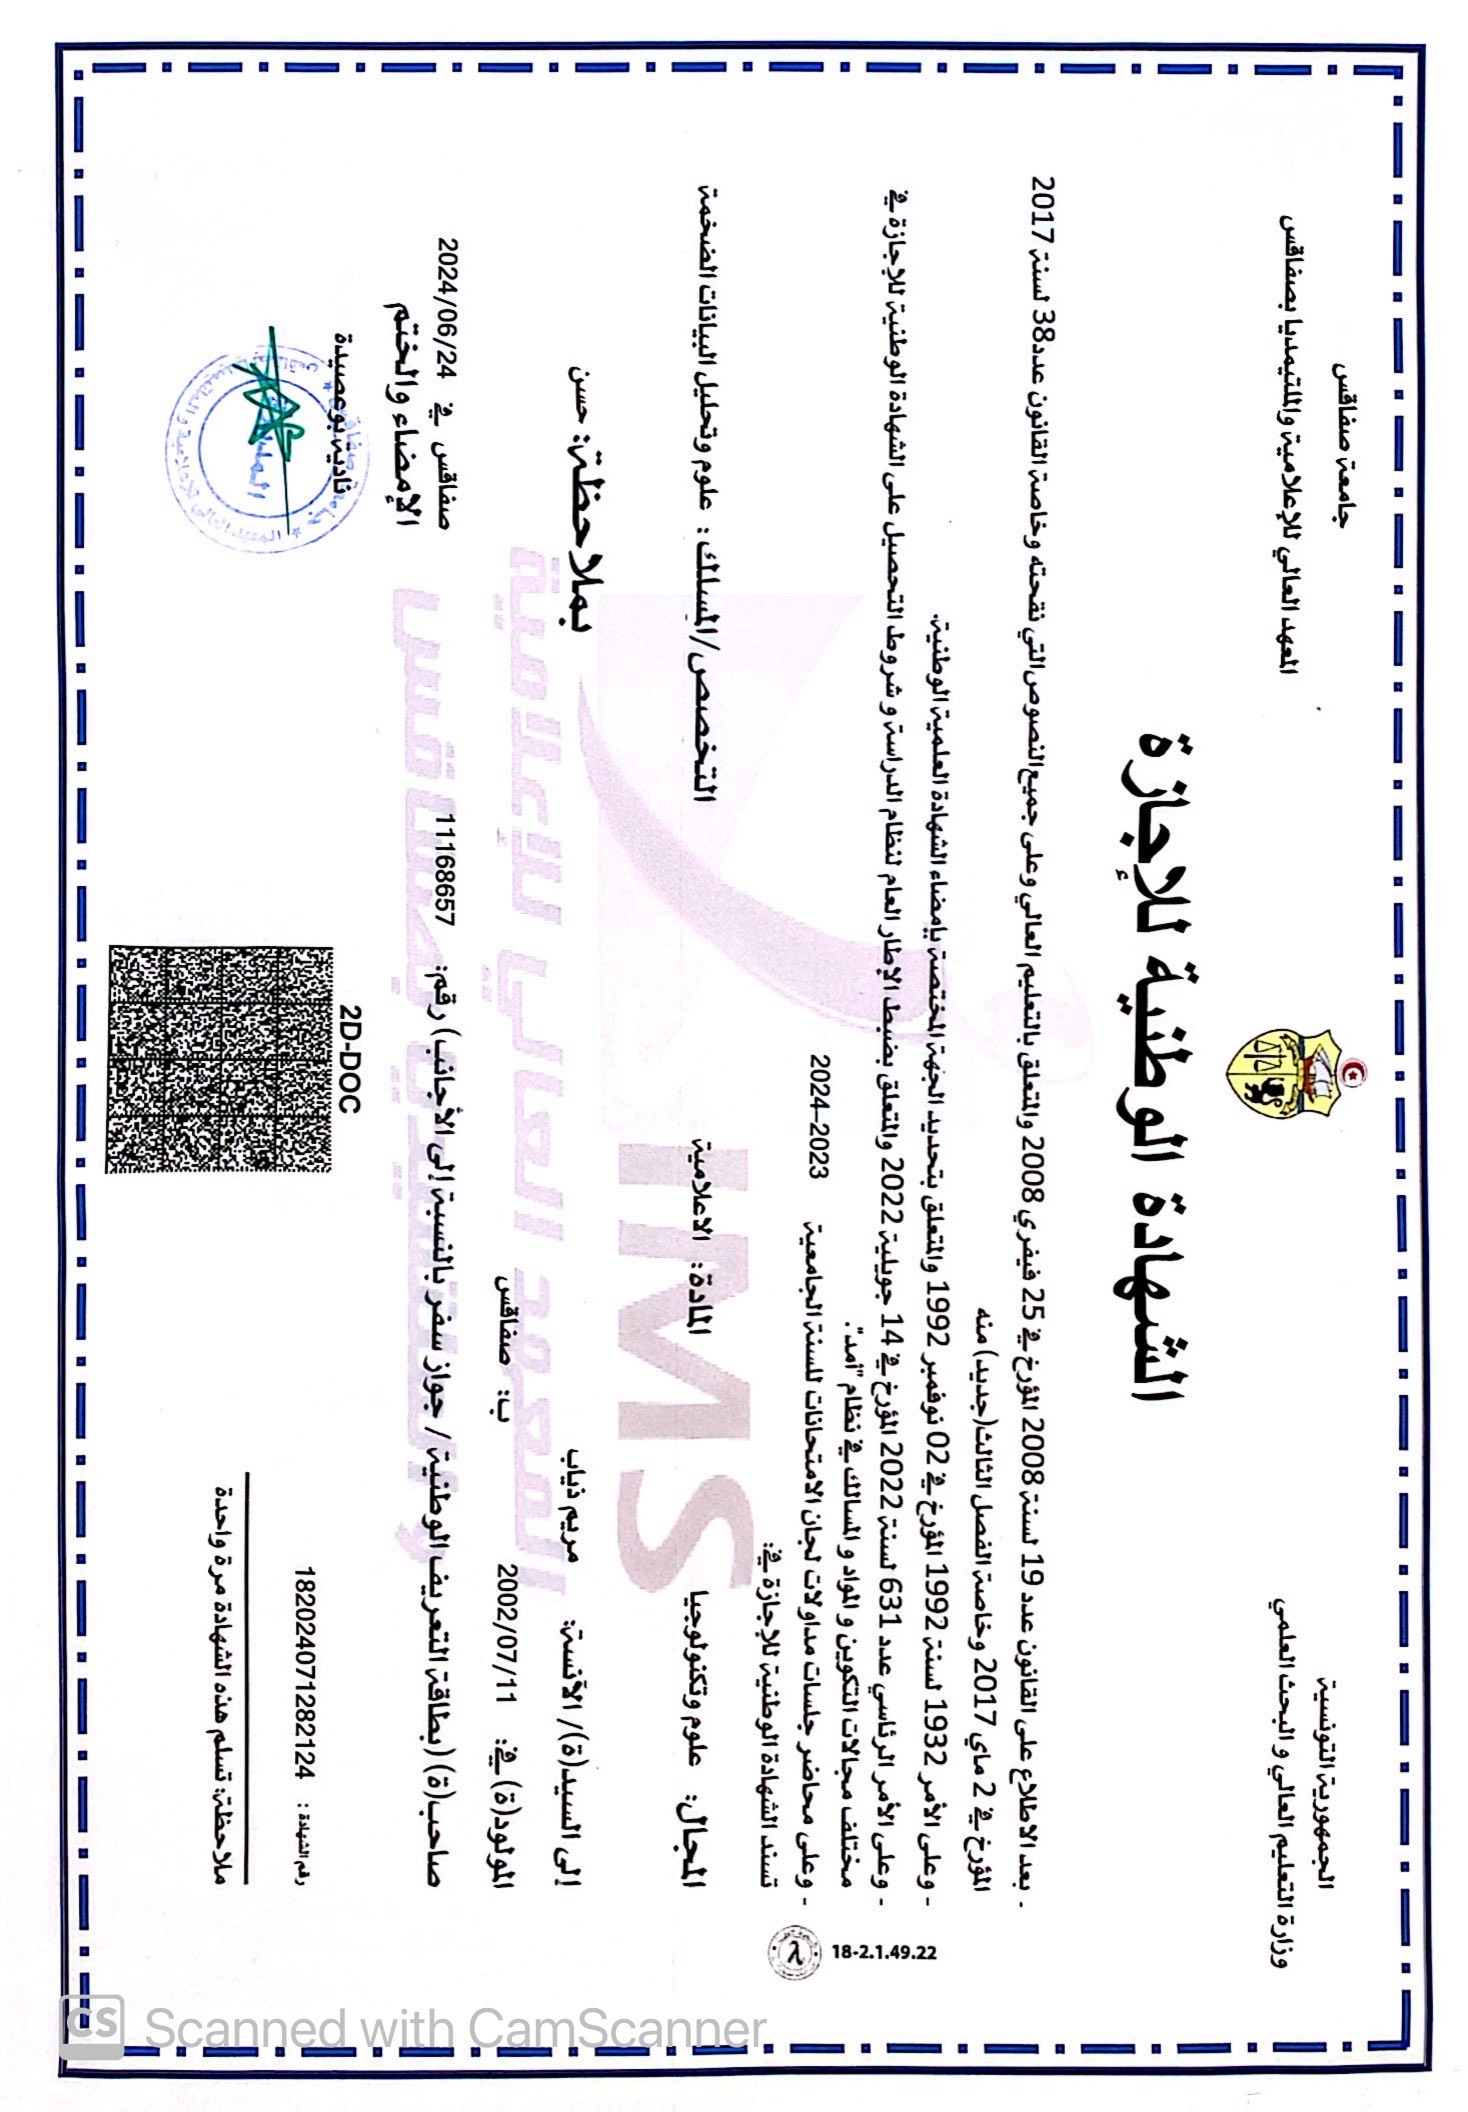 الجمهورية التونسية
وزارة التعليم العالي و البحث العلمي
جامعة صفاقس
المعهد العالي للإعلامية والملتيمديا بصفاقس
الشهادة الوطنية للإجازة
- بعد الاطلاع على القانون عدد 19 لسنة 2008 المؤرخ في 25 فيفري 2008 والمتعلق بالتعليم العالي وعلى جميع النصوص التي نقحته وخاصة القانون عدد38 لسنة 2017
المؤرخ في 2 ماي 2017 وخاصة الفصل الثالث(جديد) منه
- وعلى الأمر 1932 لسنة 1992 المؤرخ في 02 نوفمبر 1992 والمتعلق بتحديد الجهة المختصة بإمضاء الشهادة العلمية الوطنية.
- وعلى الأمر الرئاسي عدد 631 لسنة 2022 المؤرخ في 14 جويلية 2022 والمتعلق بضبط الإطار العام لنظام الدراسة و شروط التحصيل على الشهادة الوطنية للإجازة في
مختلف مجالات التكوين و المواد و المسالك في نظام "أمد".
- وعلى محاضر جلسات مداولات لجان الامتحانات للسنة الجامعية 2023-2024
تسند الشهادة الوطنية للإجازة في:
18-2.1.49.22
المجال: علوم وتكنولوجيا المادة: الاعلامية التخصص/المسلك: علوم وتحليل البيانات الضخمة
IMS
إلى السيد(ة)/ الآنسة: مريم ذياب بملاحظة: حسن
المعهد العالي للإعلامية
المولود(ة) في: 2002/07/11 ب: صفاقس
صاحب(ة) (بطاقة التعريف الوطنية / جواز سفر بالنسبة إلى الأجانب) رقم: 11168657
و الملتميديا بصفاقس
صفاقس في 2024/06/24
الإمضاء والختم
نادية بوعصيدة
جامعة صفاقس
المعهد العالي للإعلامية و الملتيميديا
2D-DOC
رقم الشهادة : 182024071282124
ملاحظة: تسلم هذه الشهادة مرة واحدة
CS Scanned with CamScanner